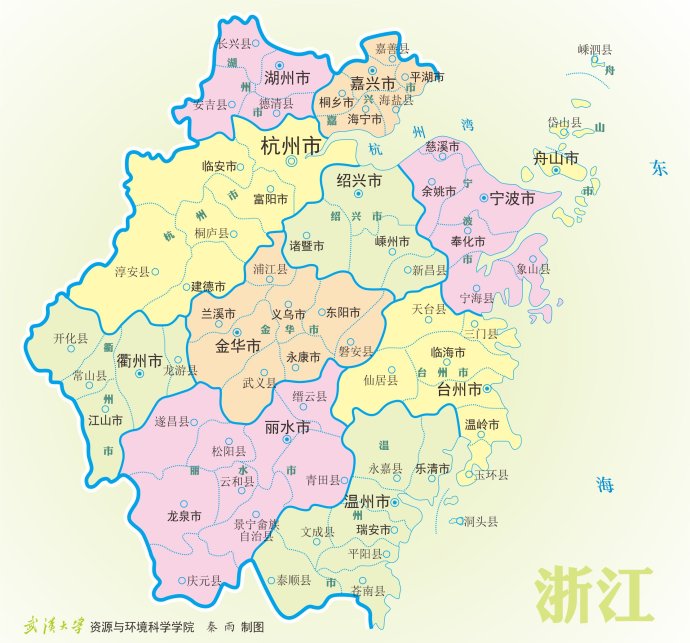 长兴县
湖
州
市
湖州市
安吉县
德清县
嘉善县
嘉兴市
平湖市
桐乡市
嘉
兴
市
海盐县
海宁市
嵊泗县
舟
山
市
岱山县
舟山市
杭州市
杭
州
湾
临安市
富阳市
杭
州
市
桐庐县
淳安县
建德市
绍兴市
绍
兴
市
诸暨市
嵊州市
新昌县
慈溪市
余姚市
宁
波
市
宁波市
奉化市
象山县
宁海县
东
海
浦江县
兰溪市
义乌市
东阳市
金
华
市
金华市
永康市
磐安县
武义县
天台县
三门县
临海市
台
州
市
仙居县
台州市
温岭市
玉环县
开化县
衢
州
市
衢州市
常山县
龙游县
江山市
遂昌县
缙云县
丽水市
松阳县
丽
水
市
云和县
青田县
龙泉市
景宁畲族
自治县
庆元县
温
州
市
永嘉县
乐清市
温州市
洞头县
瑞安市
文成县
平阳县
泰顺县
苍南县
浙江
武汉大学 资源与环境科学学院 秦 雨 制图